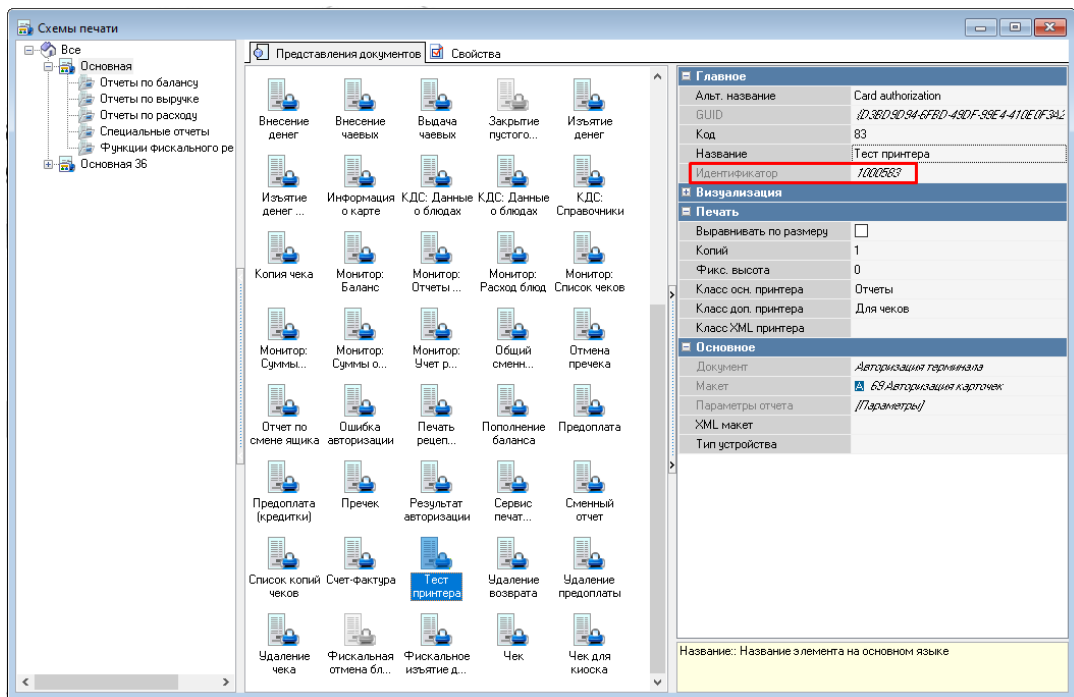 Схемы печати
Все
Основная
Отчеты по балансу
Отчеты по выручке
Отчеты по расходу
Специальные отчеты
Функции фискального ре
Основная 36
Представления документов
Свойства
Внесение денег
Внесение чаевых
Выдача чаевых
Закрытие пустого...
Изъятие денег
Изъятие денег ...
Информация о карте
КДС: Данные о блюдах
КДС: Данные о блюдах
КДС: Справочники
Копия чека
Монитор: Баланс
Монитор: Отчеты ...
Монитор: Расход блюд
Монитор: Список чеков
Монитор: Суммы...
Монитор: Суммы о...
Монитор: Учет р...
Общий сменн...
Отмена пречека
Отчет по смене ящика
Ошибка авторизации
Печать рецеп...
Пополнение баланса
Предоплата
Предоплата (кредитки)
Пречек
Результат авторизации
Сервис печат...
Сменный отчет
Список копий чеков
Счет-фактура
Тест принтера
Удаление возврата
Удаление предоплаты
Удаление чека
Фискальная отмена бл...
Фискальное изъятие д...
Чек
Чек для киоска
Главное
Альт. название Card authorization
GUID {D3BD9D94-6FBD-49DF-99E4-410E0F3A2
Код 83
Название Тест принтера
Идентификатор 1000583
Визуализация
Печать
Выравнивать по размеру
Копий 1
Фикс. высота 0
Класс осн. принтера Отчеты
Класс доп. принтера Для чеков
Класс XML принтера
Основное
Документ Авторизация терминала
Макет 69 Авторизация карточек
Параметры отчета [Параметры]
XML макет
Тип устройства
Название:: Название элемента на основном языке